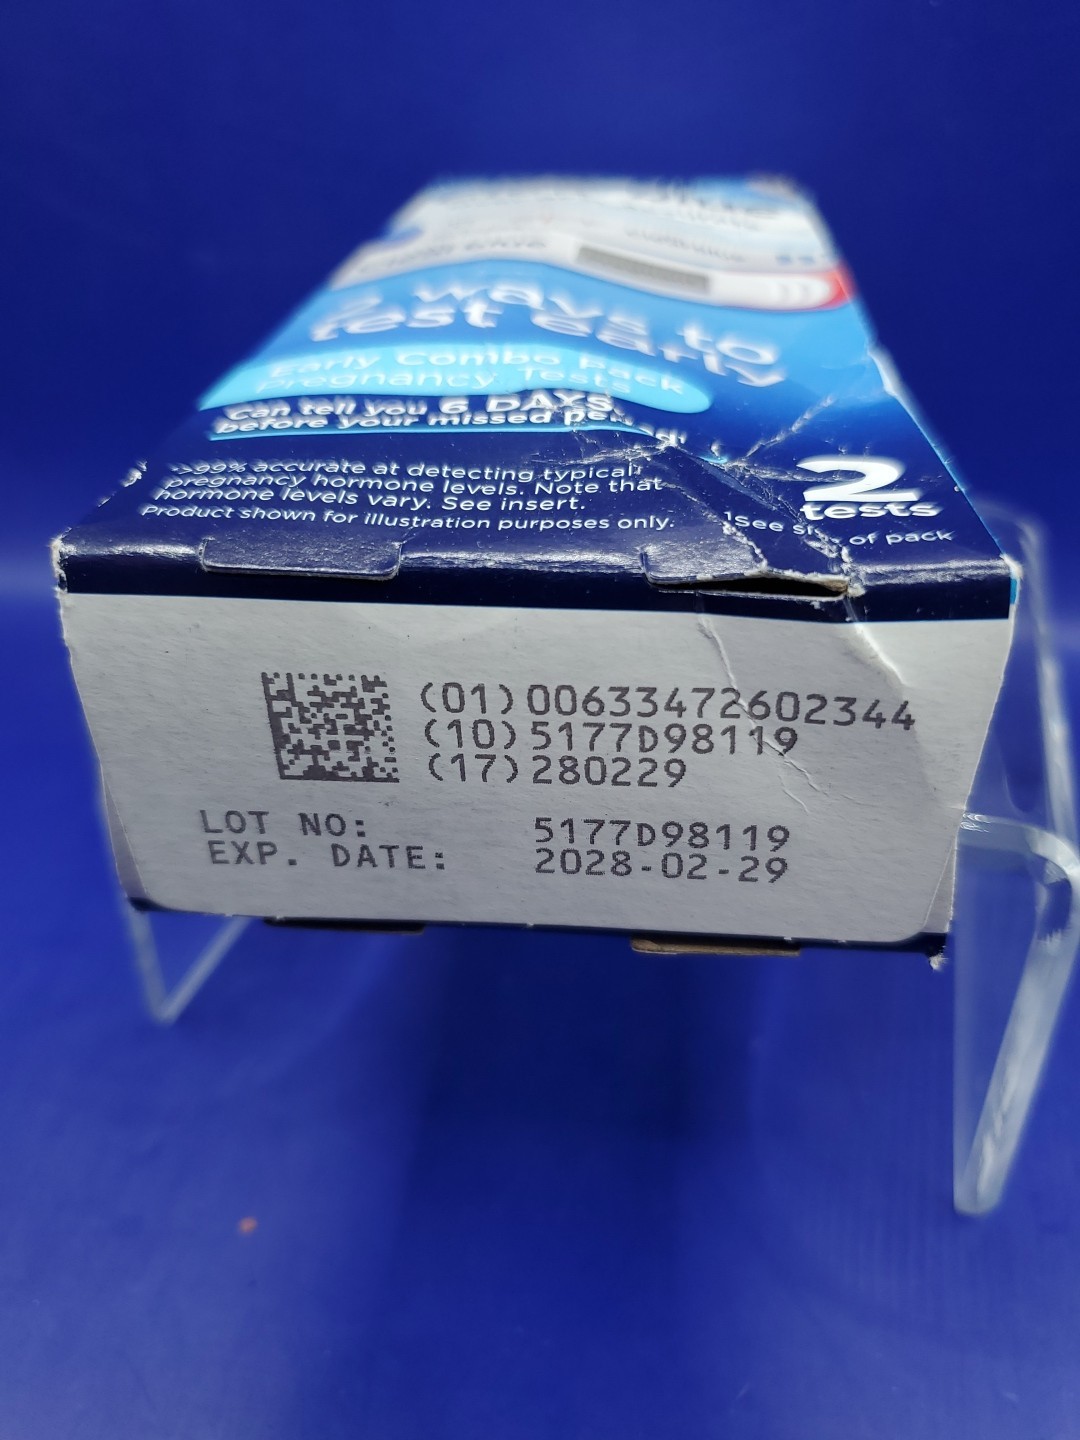 2 ways to
test early
Early Combo Pack
Pregnancy Tests
Can tell you 6 DAYS
before your missed
>99% accurate at detecting typical
pregnancy hormone levels. Note that
hormone levels vary. See insert.
Product shown for illustration purposes only.
2
tests
¹See side of pack
(01)00633472602344
(10)5177D98119
(17)280229
LOT NO: 5177D98119
EXP. DATE: 2028-02-29